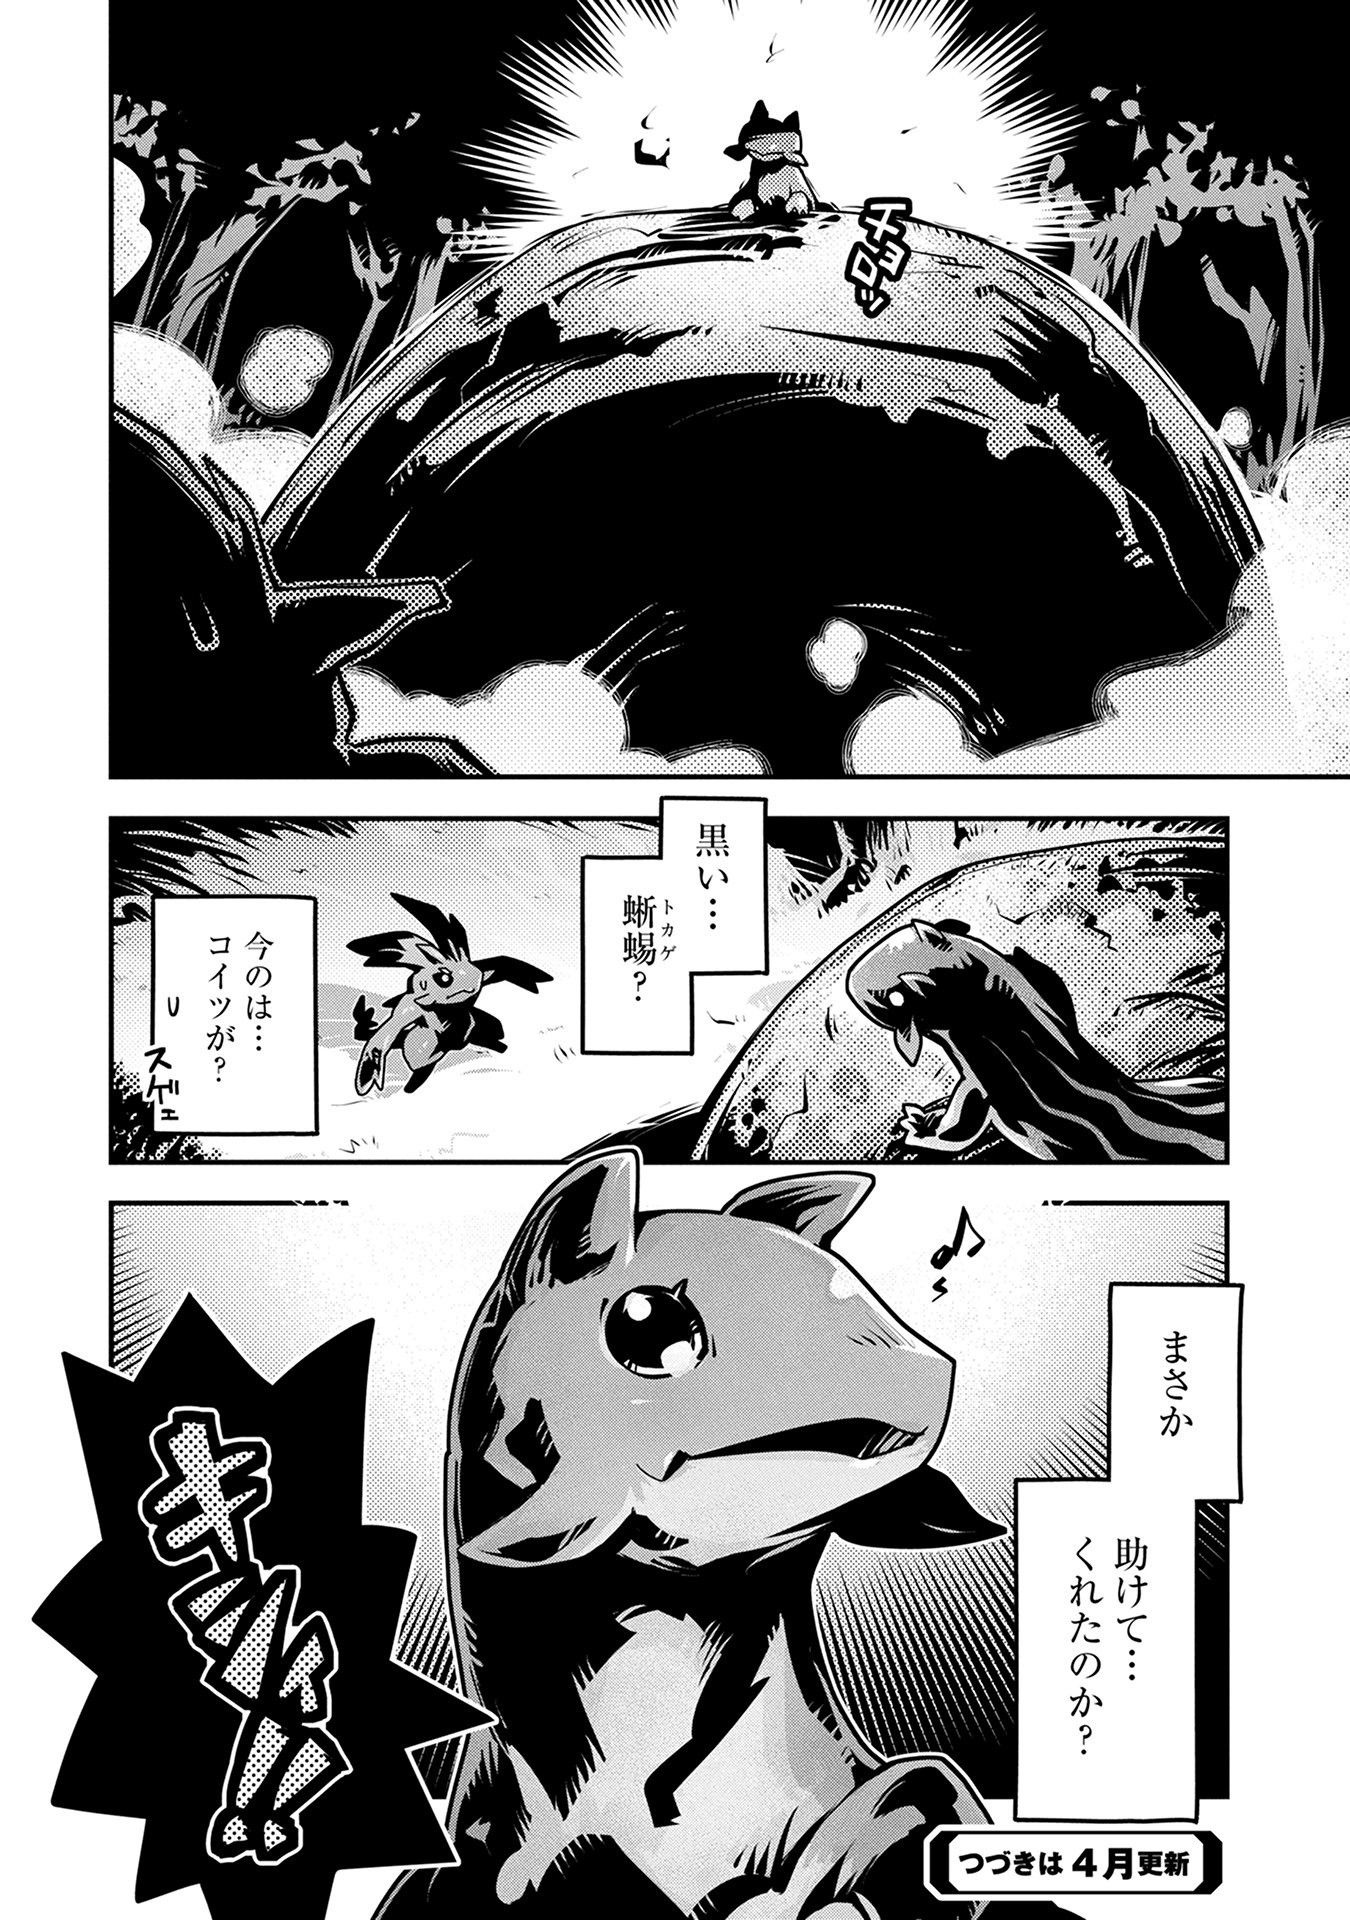 チョロッ
黒い…
蜥蜴？
トカゲ
今のは…
コイツが？
スゲェ
まさか
助けて…
くれたのか？
キュイ!!
つづきは４月更新